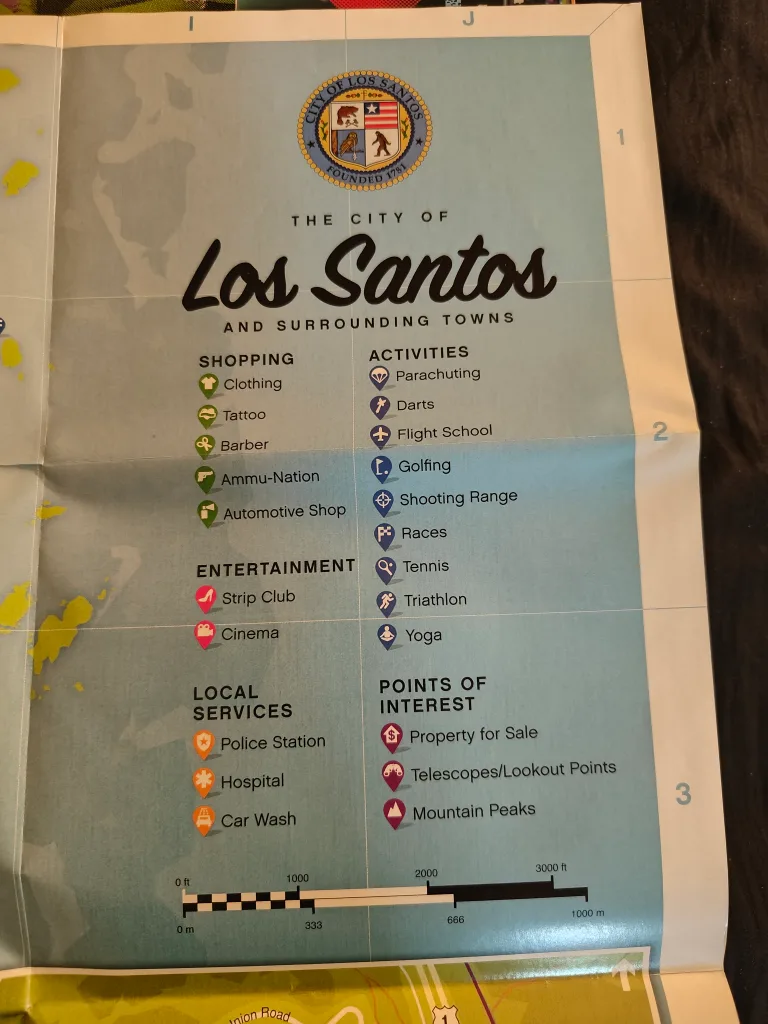 I
J
CITY OF LOS SANTOS
FOUNDED 1781
1
THE CITY OF
Los Santos
AND SURROUNDING TOWNS
SHOPPING
Clothing
Tattoo
Barber
Ammu-Nation
Automotive Shop
ENTERTAINMENT
Strip Club
Cinema
LOCAL
SERVICES
Police Station
Hospital
Car Wash
ACTIVITIES
Parachuting
Darts
Flight School
Golfing
Shooting Range
Races
Tennis
Triathlon
Yoga
POINTS OF
INTEREST
$
Property for Sale
Telescopes/Lookout Points
Mountain Peaks
2
3
0 ft 1000 2000 3000 ft
0 m 333 666 1000 m
Union Road
1